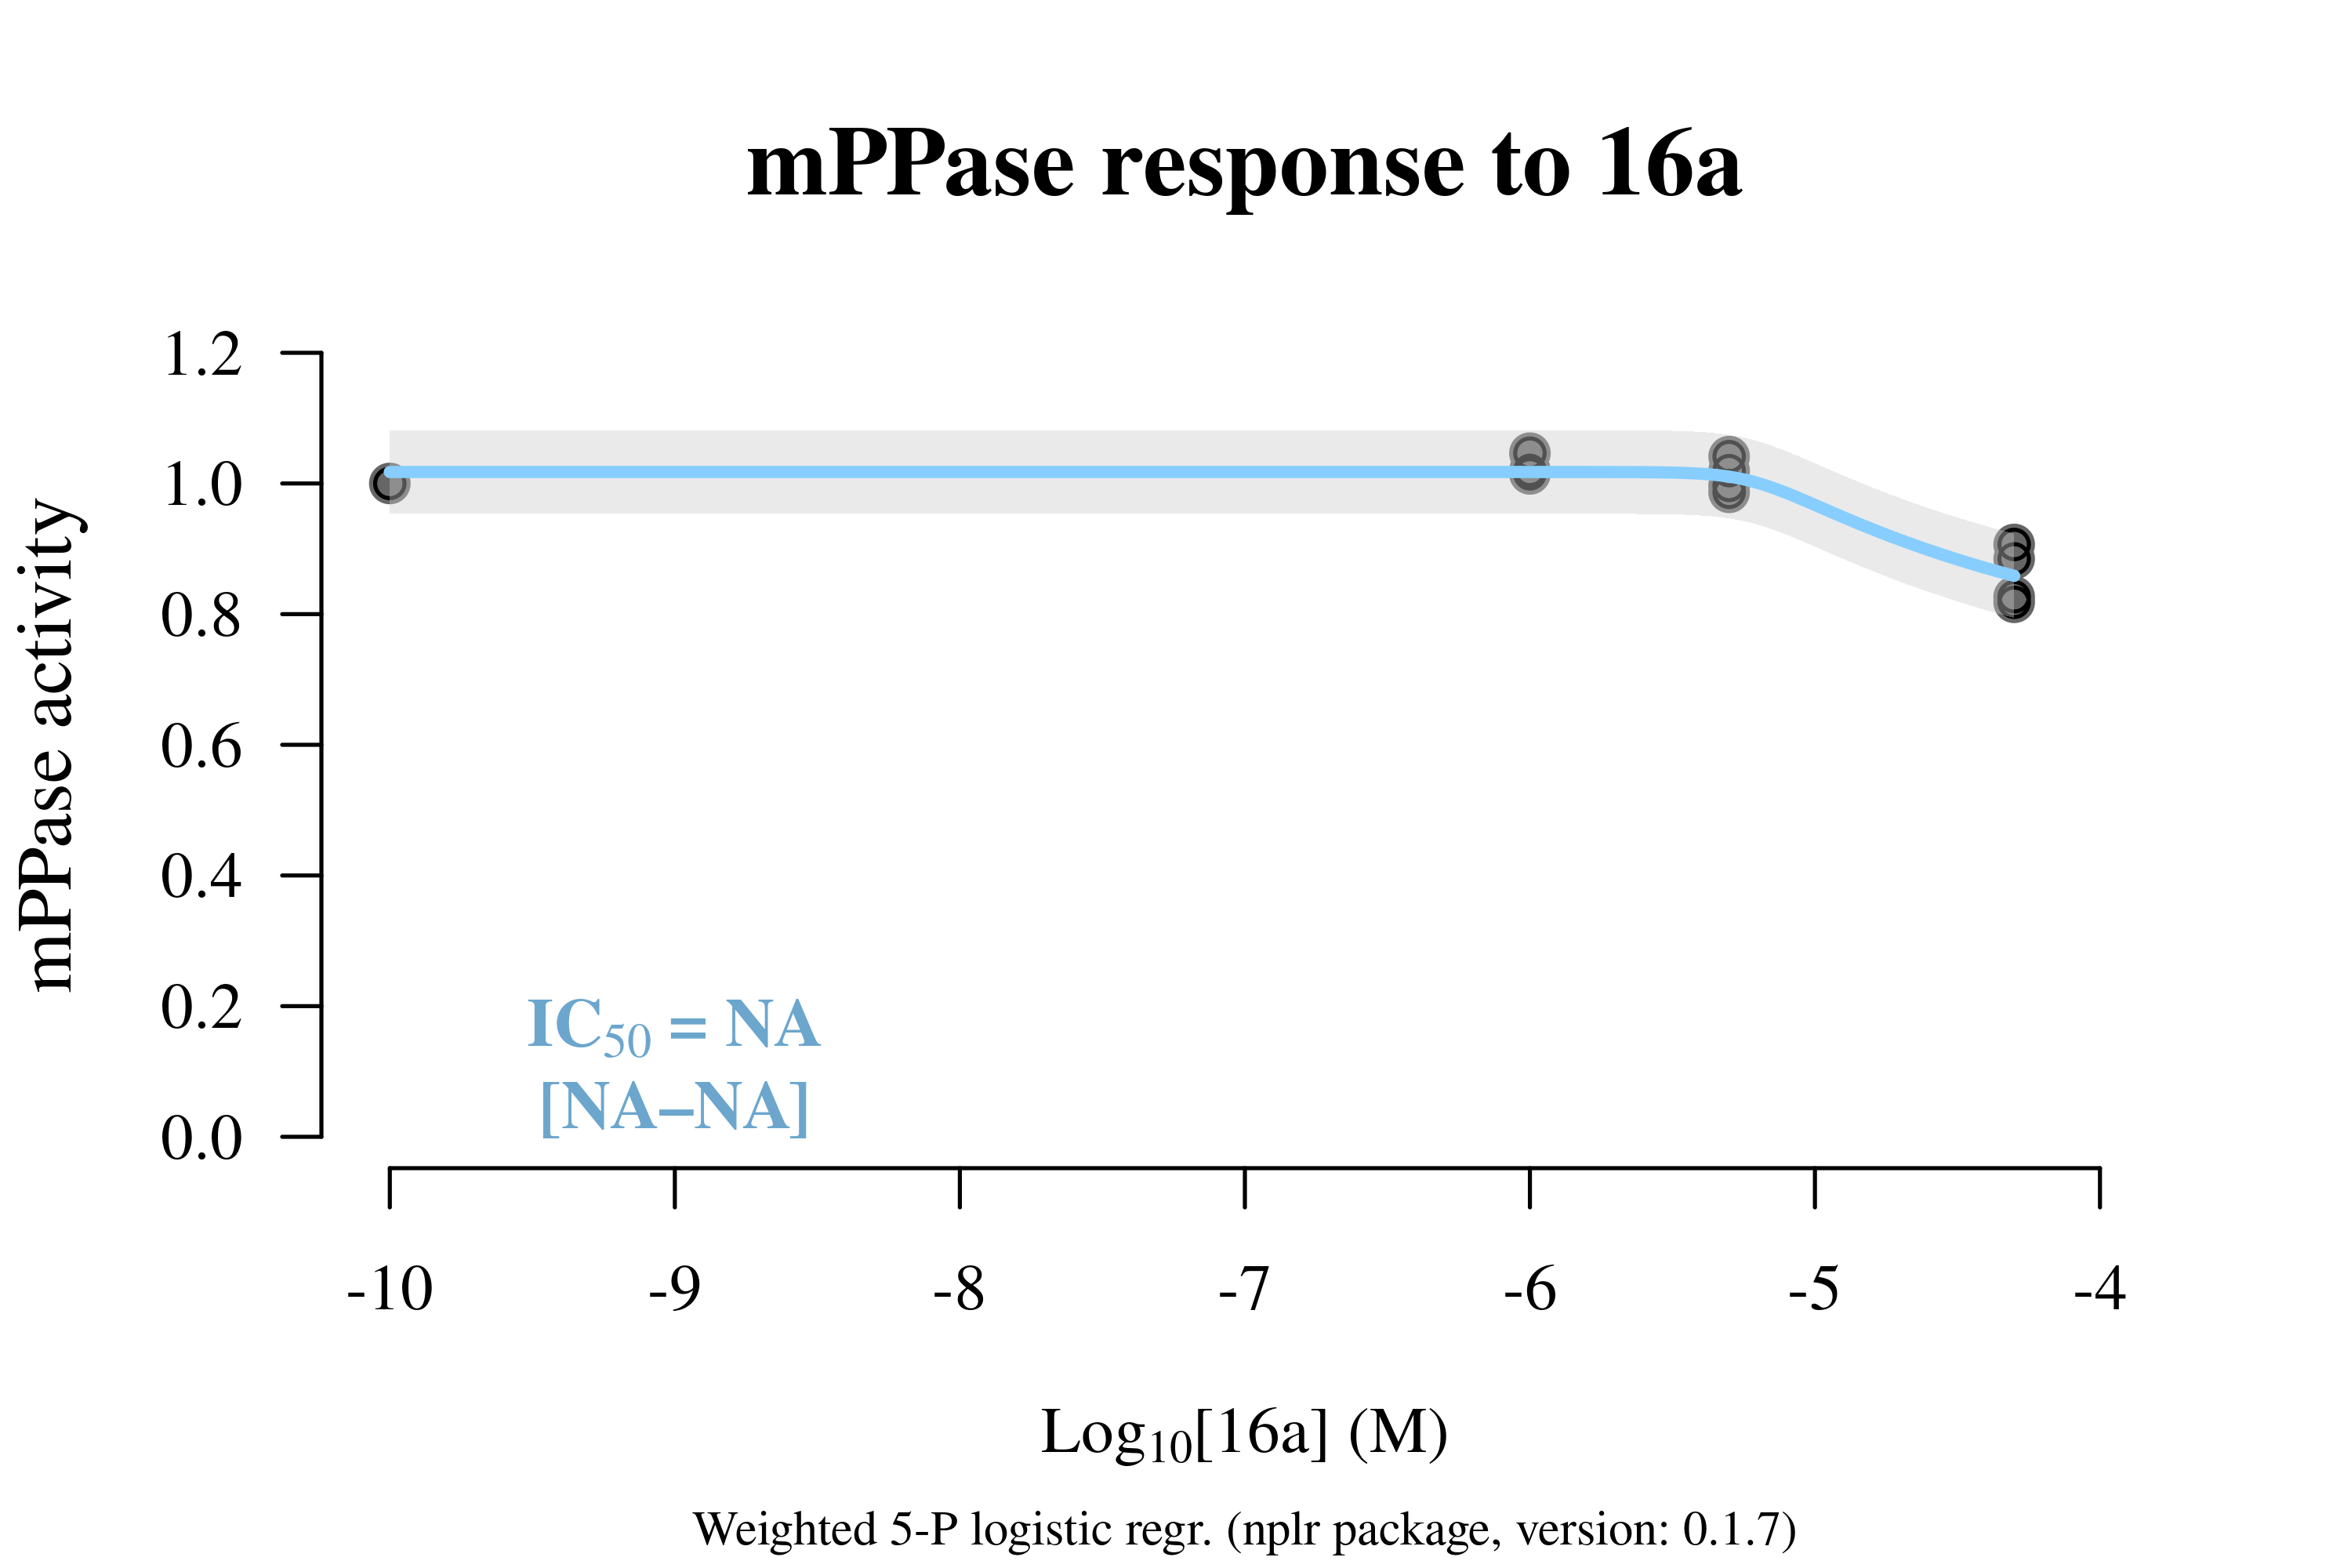 mPPase response to 16a
mPPase activity
1.2
1.0
0.8
0.6
0.4
0.2
0.0
IC50 = NA
[NA–NA]
-10 -9 -8 -7 -6 -5 -4
Log10[16a] (M)
Weighted 5-P logistic regr. (nplr package, version: 0.1.7)